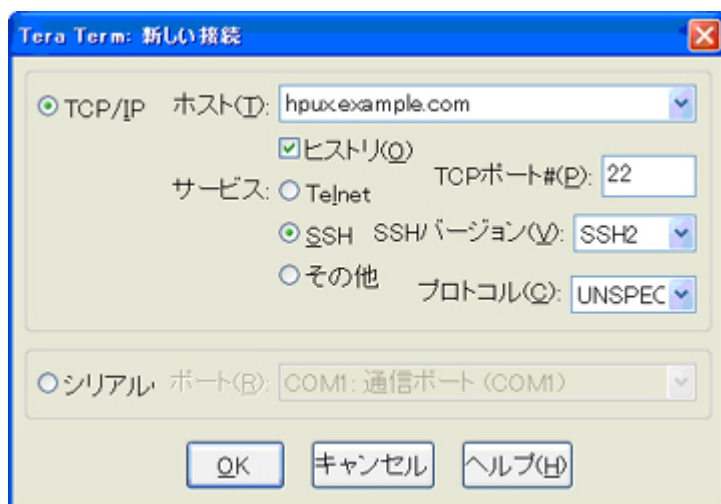 Tera Term: 新しい接続
TCP/IP ホスト(T): hpux.example.com
ヒストリ(O)
サービス: Telnet TCPポート#(P): 22
SSH SSHバージョン(V): SSH2
その他 プロトコル(C): UNSPEC
シリアル ポート(R): COM1: 通信ポート (COM1)
OK キャンセル ヘルプ(H)